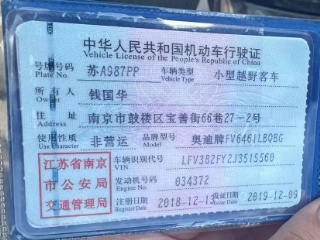 中华人民共和国机动车行驶证
Vehicle License of the People's Republic of China
号牌号码 苏A987PP 车辆类型 小型越野客车
Plate No. Vehicle Type
所有人 钱国华
Owner
住址 南京市鼓楼区宝善街66巷27-2号
使用性质 非营运 品牌型号 奥迪牌FV6461LBQBG
车辆识别代号 LFV3B2FYZJ3515560
VIN
发动机号码 034372
Engine No.
注册日期 2018-12-1 发证日期 2019-12-09
Register Date Issue Date
江苏省南京
市公安局
交通管理局